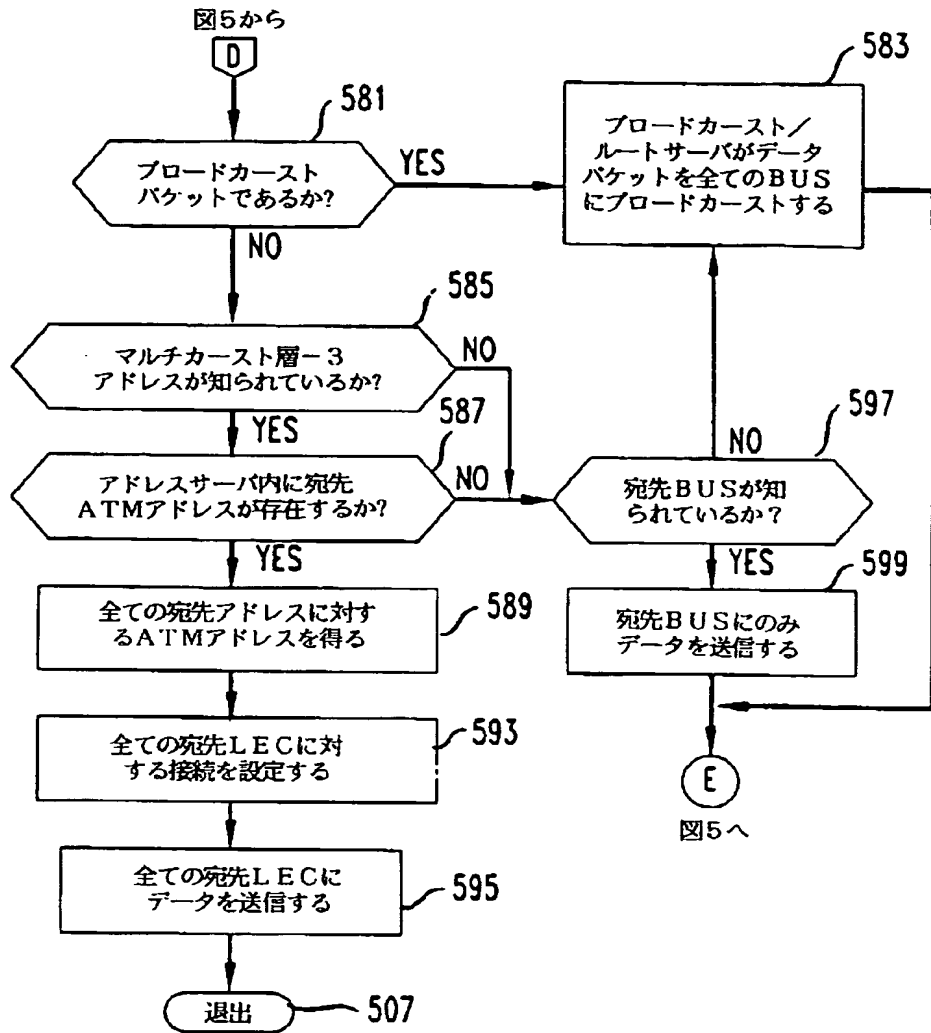 図5から
D
581
ブロードカースト
パケットであるか?
YES
NO
583
ブロードカースト/
ルートサーバがデータ
パケットを全てのBUS
にブロードカーストする
585
マルチカースト層-3
アドレスが知られているか?
NO
YES
587
アドレスサーバ内に宛先
ATMアドレスが存在するか?
NO
YES
597
宛先BUSが知
られているか?
NO
YES
589
全ての宛先アドレスに対す
るATMアドレスを得る
599
宛先BUSにのみ
データを送信する
593
全ての宛先LECに対
する接続を設定する
E
図5へ
595
全ての宛先LECに
データを送信する
退出
507